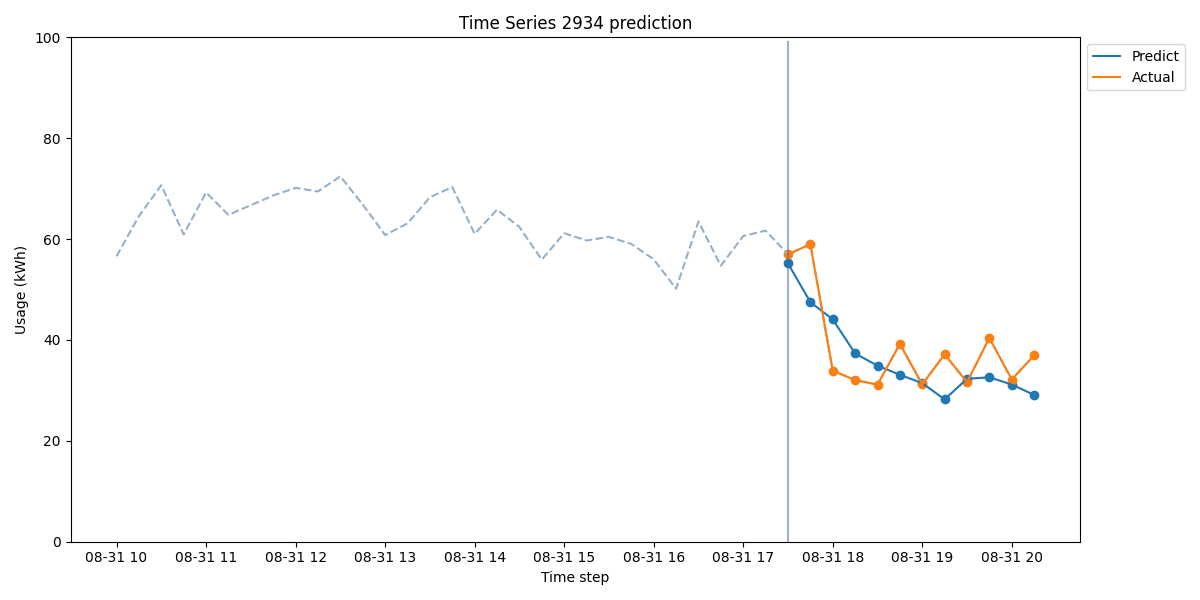 Time Series 2934 prediction
100
80
60
40
20
0
Usage (kWh)
08-31 10 08-31 11 08-31 12 08-31 13 08-31 14 08-31 15 08-31 16 08-31 17 08-31 18 08-31 19 08-31 20
Time step
Predict
Actual